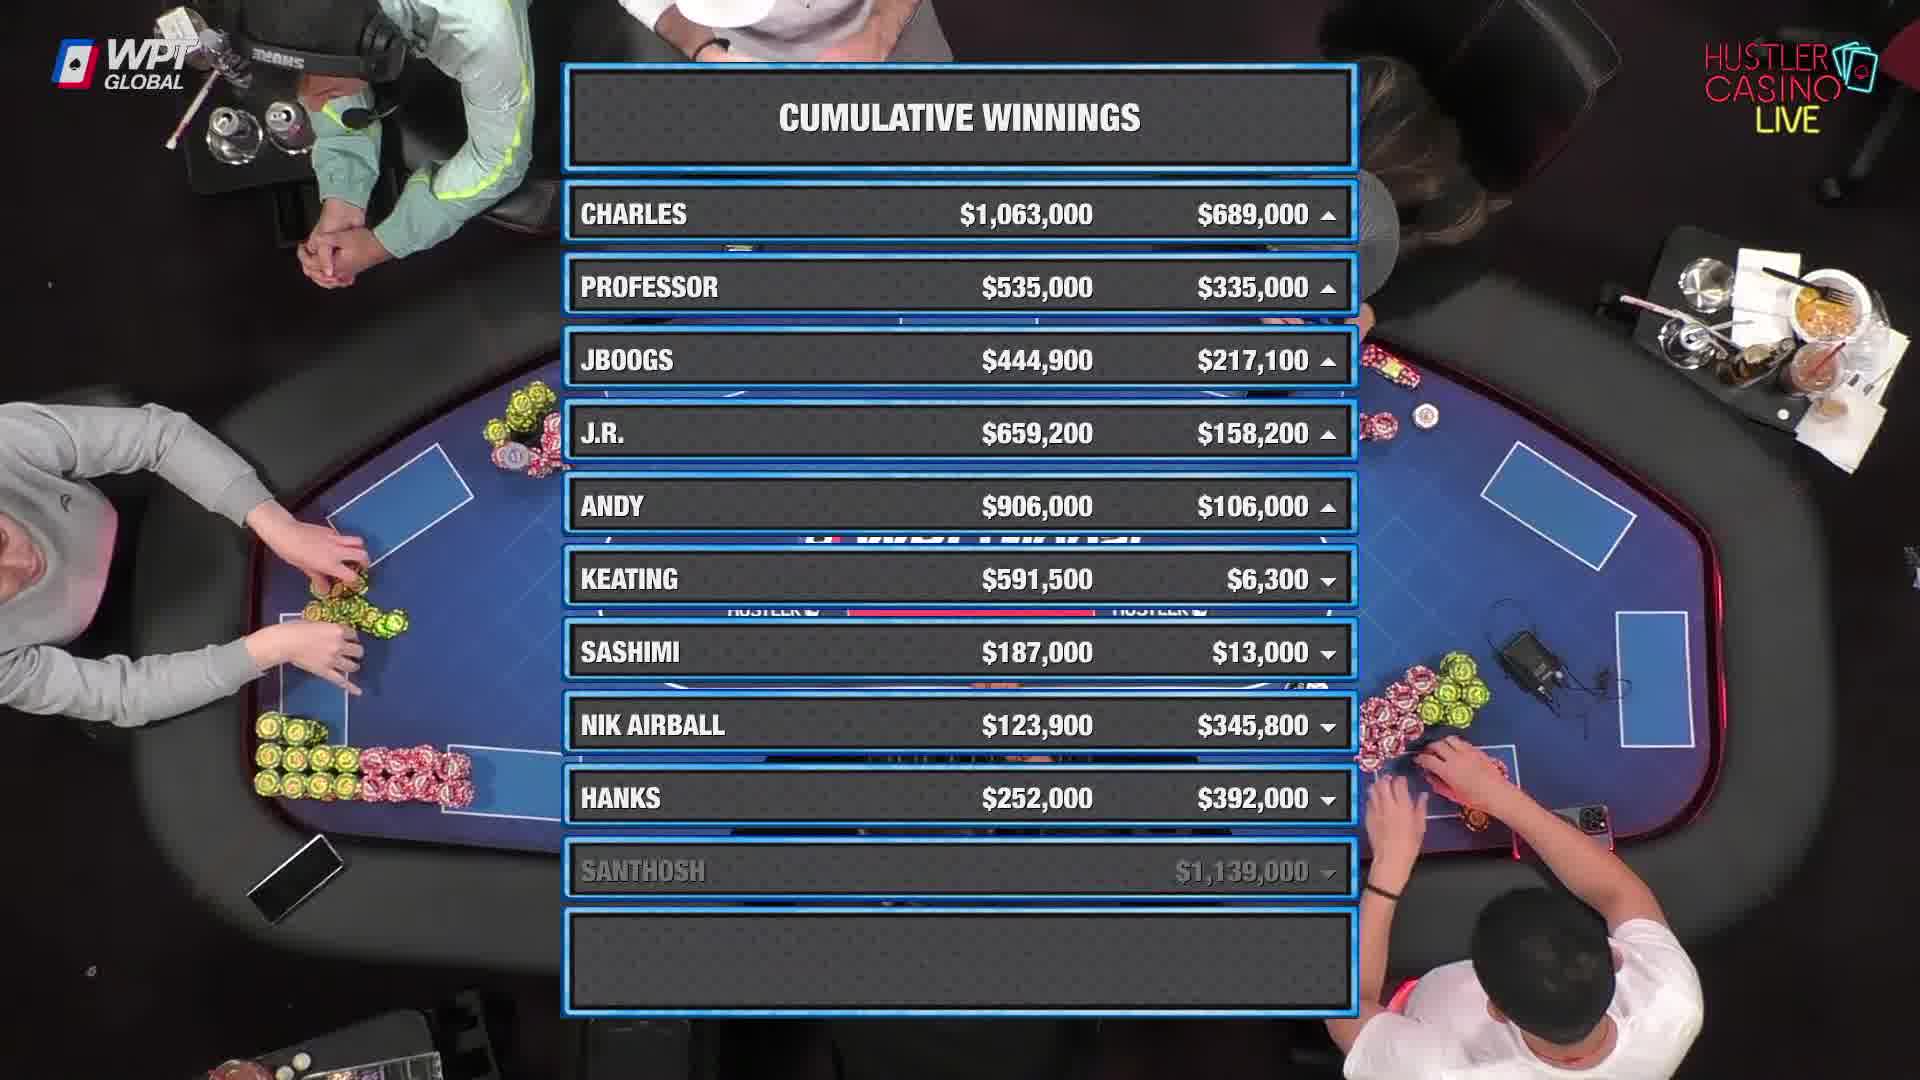 WPT
GLOBAL
HUSTLER
CASINO
LIVE
CUMULATIVE WINNINGS
CHARLES $1,063,000 $689,000
PROFESSOR $535,000 $335,000
JBOOGS $444,900 $217,100
J.R. $659,200 $158,200
ANDY $906,000 $106,000
KEATING $591,500 $6,300
HUSTLER HUSTLER
SASHIMI $187,000 $13,000
NIK AIRBALL $123,900 $345,800
HANKS $252,000 $392,000
SANTHOSH $1,139,000